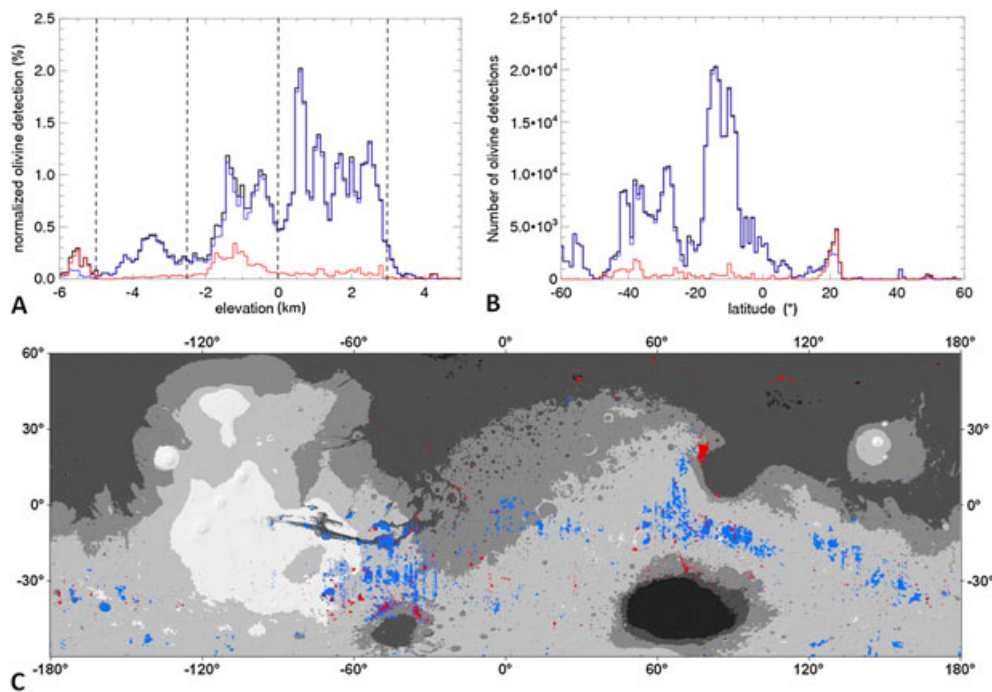 2.5
2.0
1.5
1.0
0.5
0.0
normalized olivine detection (%)
-6 -4 -2 0 2 4
elevation (km)
A
2.5•10⁴
2.0•10⁴
1.5•10⁴
1.0•10⁴
5.0•10³
0
Number of olivine detections
-60 -40 -20 0 20 40 60
latitude (°)
B
-120° -60° 0° 60° 120° 180°
60°
30° 30°
0° 0°
-30° -30°
-180° -120° -60° 0° 60° 120° 180°
C